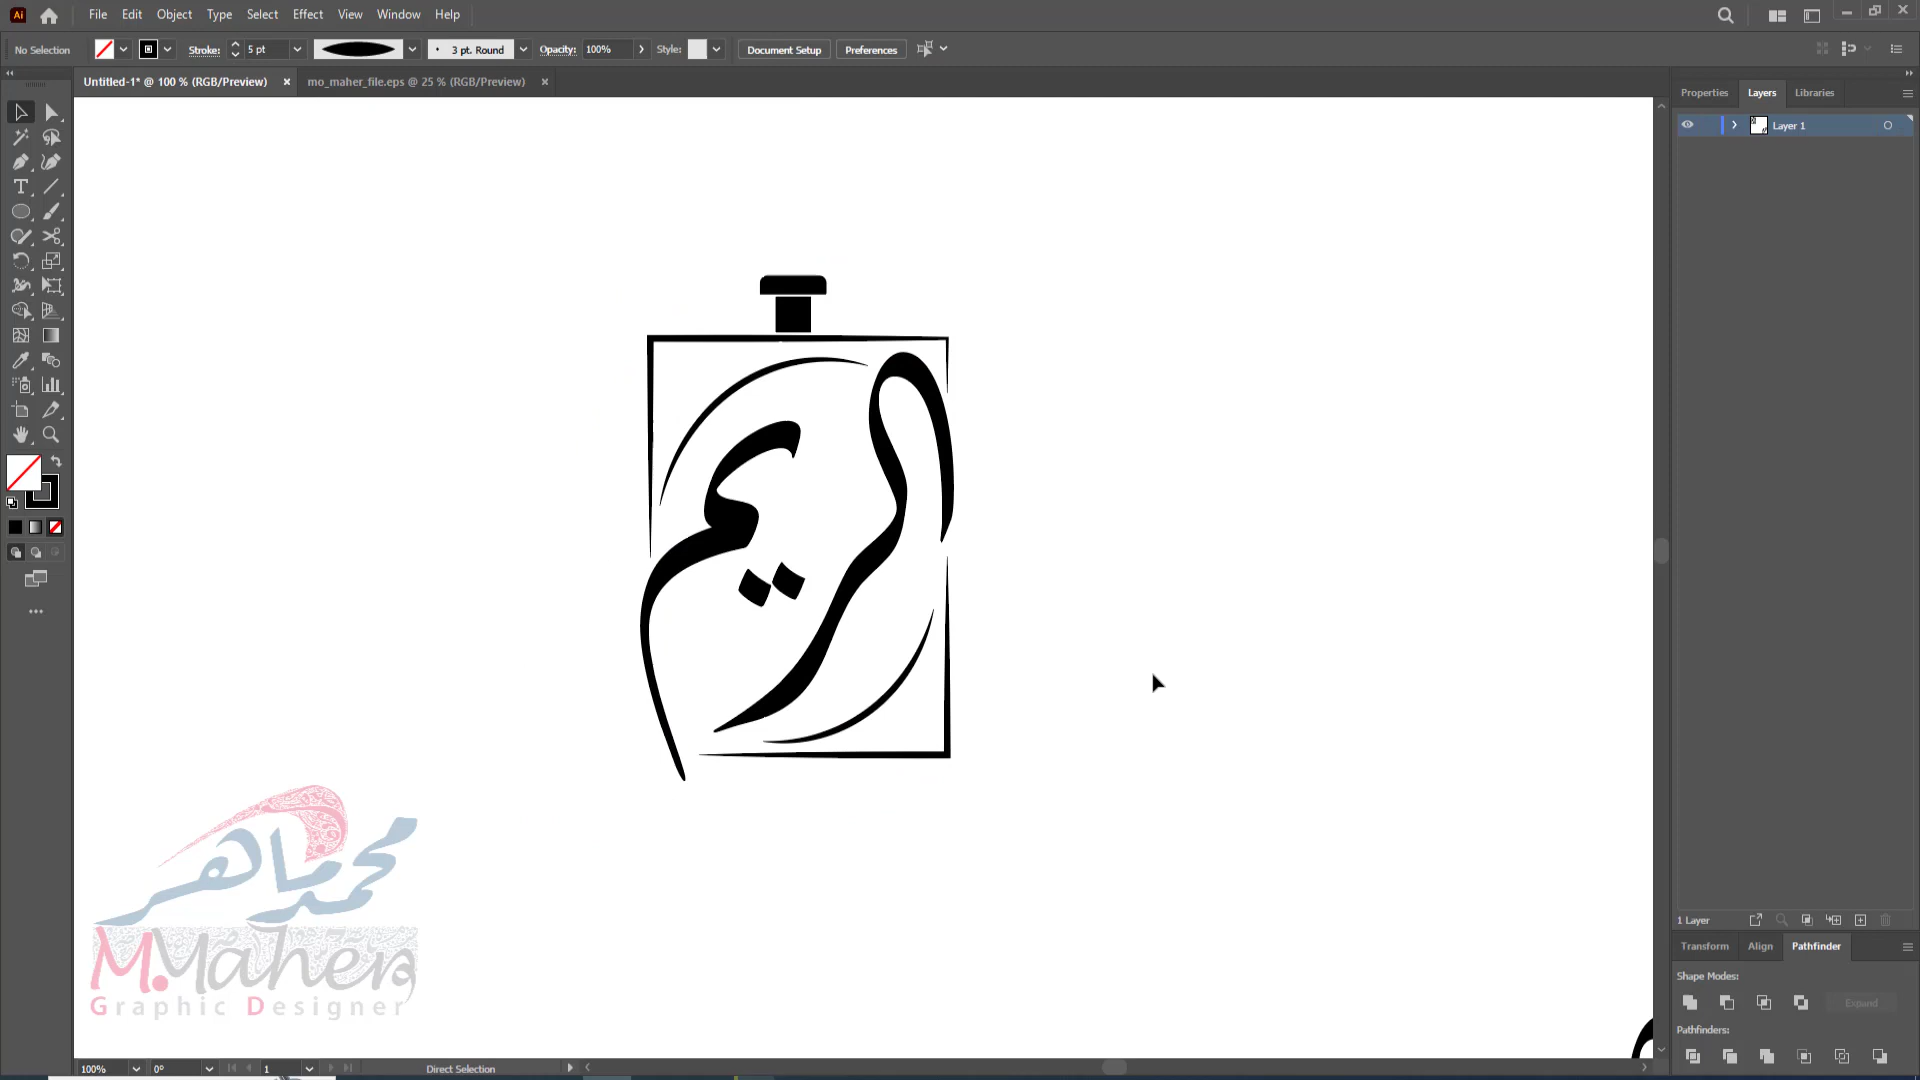 Ai File Edit Object Type Select Effect View Window Help
No Selection Stroke: 5 pt 3 pt. Round Opacity: 100% Style: Document Setup Preferences
Untitled-1* @ 100 % (RGB/Preview) mo_maher_file.eps @ 25 % (RGB/Preview)
Properties Layers Libraries
Layer 1
ريم
محمد ماهر
M.Maher
Graphic Designer
1 Layer
Transform Align Pathfinder
Shape Modes:
Expand
Pathfinders:
100% 0° 1 Direct Selection